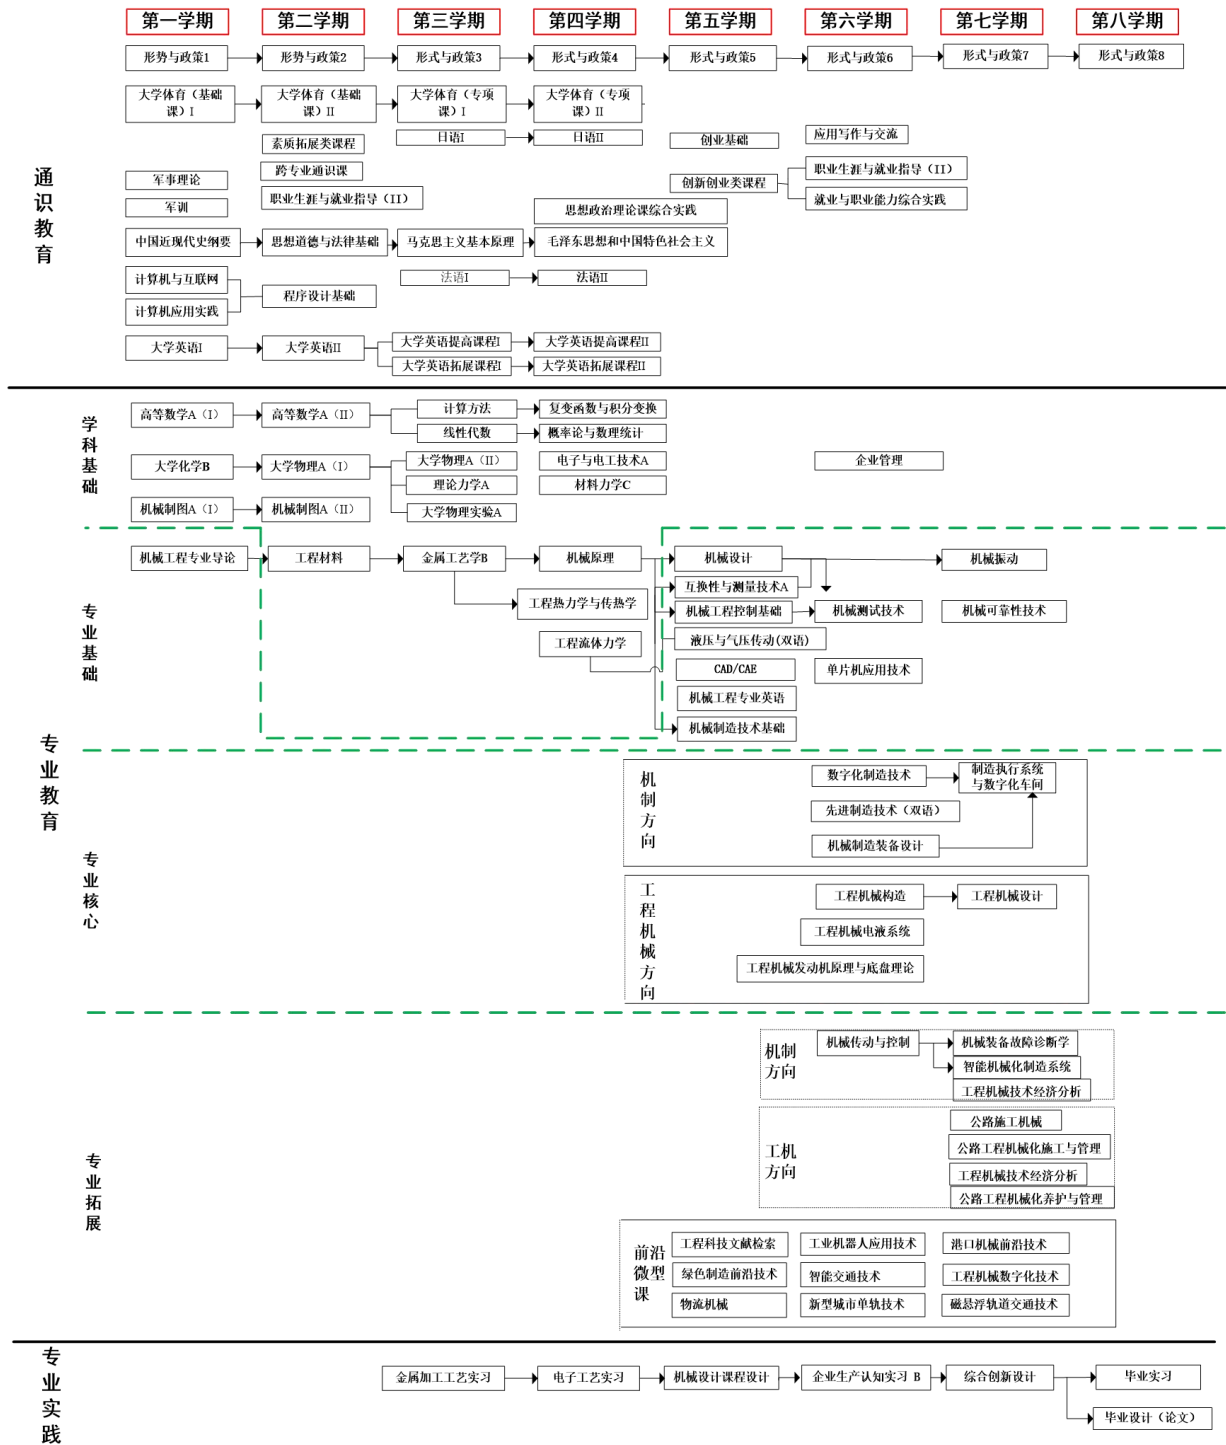 第一学期
第二学期
第三学期
第四学期
第五学期
第六学期
第七学期
第八学期
形势与政策1
形势与政策2
形式与政策3
形式与政策4
形式与政策5
形式与政策6
形式与政策7
形式与政策8
通识教育
大学体育（基础
课）I
大学体育（基础
课）II
大学体育（专项
课）I
大学体育（专项
课）II
日语I
日语II
素质拓展类课程
创业基础
应用写作与交流
跨专业通识课
军事理论
职业生涯与就业指导（II）
创新创业类课程
职业生涯与就业指导（II）
就业与职业能力综合实践
军训
思想政治理论课综合实践
中国近现代史纲要
思想道德与法律基础
马克思主义基本原理
毛泽东思想和中国特色社会主义
计算机与互联网
法语I
法语II
程序设计基础
计算机应用实践
大学英语I
大学英语II
大学英语提高课程I
大学英语提高课程II
大学英语拓展课程I
大学英语拓展课程II
学科基础
高等数学A（I）
高等数学A（II）
计算方法
复变函数与积分变换
线性代数
概率论与数理统计
大学化学B
大学物理A（I）
大学物理A（II）
电子与电工技术A
企业管理
理论力学A
材料力学C
机械制图A（I）
机械制图A（II）
大学物理实验A
专业教育
专业基础
机械工程专业导论
工程材料
金属工艺学B
机械原理
机械设计
机械振动
互换性与测量技术A
工程热力学与传热学
机械工程控制基础
机械测试技术
机械可靠性技术
工程流体力学
液压与气压传动(双语)
CAD/CAE
单片机应用技术
机械工程专业英语
机械制造技术基础
专业核心
机制方向
数字化制造技术
制造执行系统
与数字化车间
先进制造技术（双语）
机械制造装备设计
工程机械方向
工程机械构造
工程机械设计
工程机械电液系统
工程机械发动机原理与底盘理论
专业拓展
机制
方向
机械传动与控制
机械装备故障诊断学
智能机械化制造系统
工程机械技术经济分析
工机
方向
公路施工机械
公路工程机械化施工与管理
工程机械技术经济分析
公路工程机械化养护与管理
前沿
微型
课
工程科技文献检索
工业机器人应用技术
港口机械前沿技术
绿色制造前沿技术
智能交通技术
工程机械数字化技术
物流机械
新型城市单轨技术
磁悬浮轨道交通技术
专业实践
金属加工工艺实习
电子工艺实习
机械设计课程设计
企业生产认知实习 B
综合创新设计
毕业实习
毕业设计（论文）